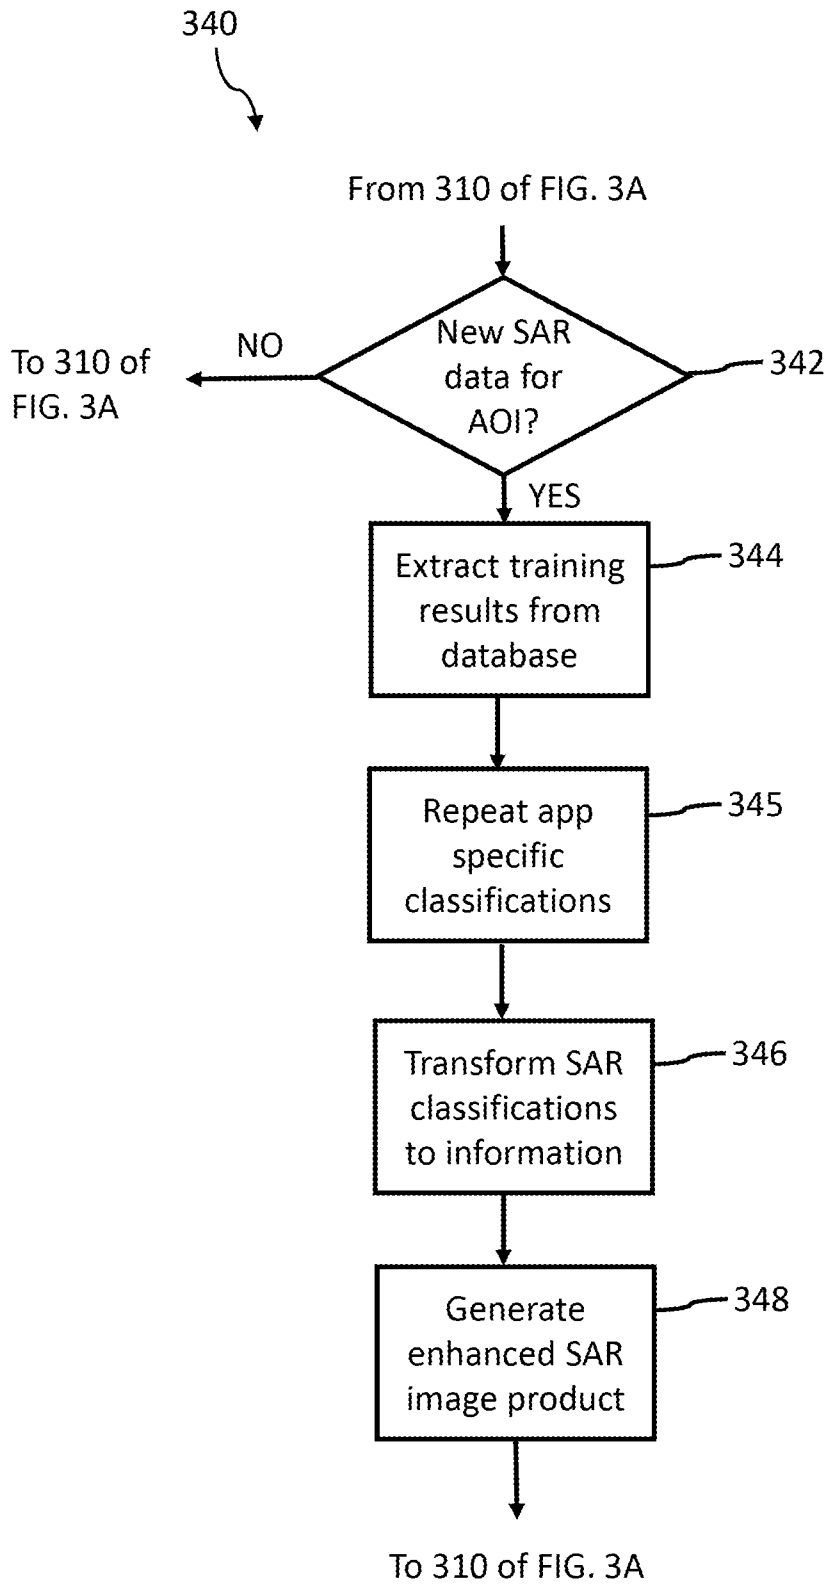 340
From 310 of FIG. 3A
New SAR
data for
AOI?
342
NO
To 310 of
FIG. 3A
YES
Extract training
results from
database
344
Repeat app
specific
classifications
345
Transform SAR
classifications
to information
346
Generate
enhanced SAR
image product
348
To 310 of FIG. 3A